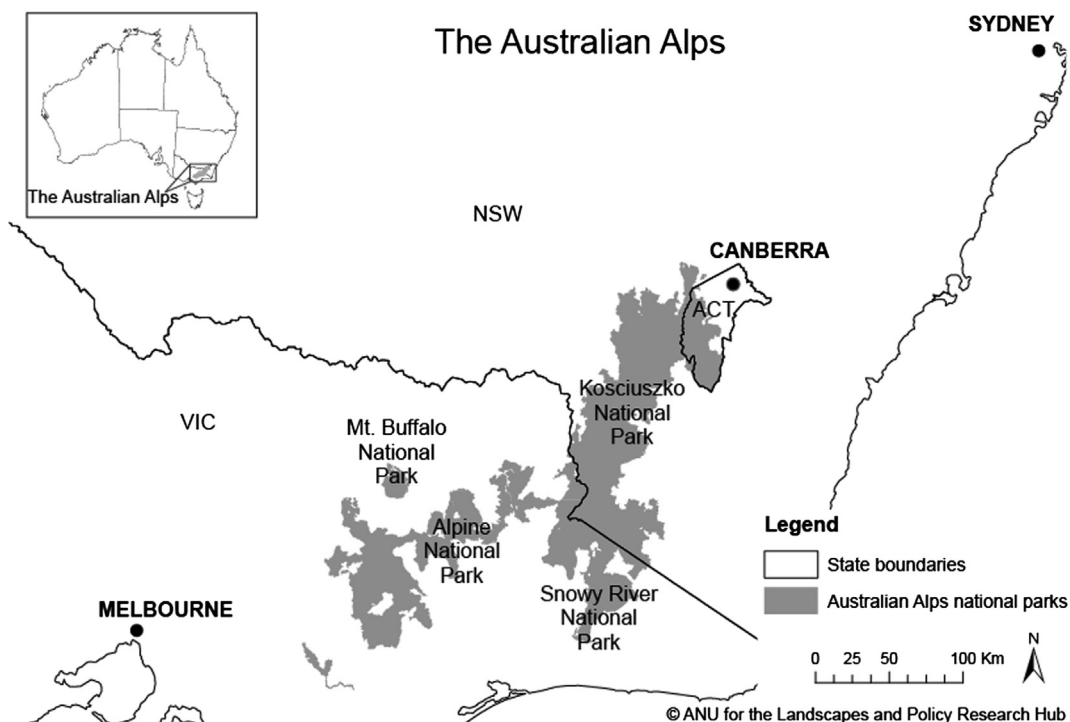 The Australian Alps
SYDNEY
The Australian Alps
NSW
CANBERRA
ACT
Kosciuszko
National
Park
VIC
Mt. Buffalo
National
Park
Alpine
National
Park
Snowy River
National
Park
MELBOURNE
Legend
State boundaries
Australian Alps national parks
N
0 25 50 100 Km
© ANU for the Landscapes and Policy Research Hub